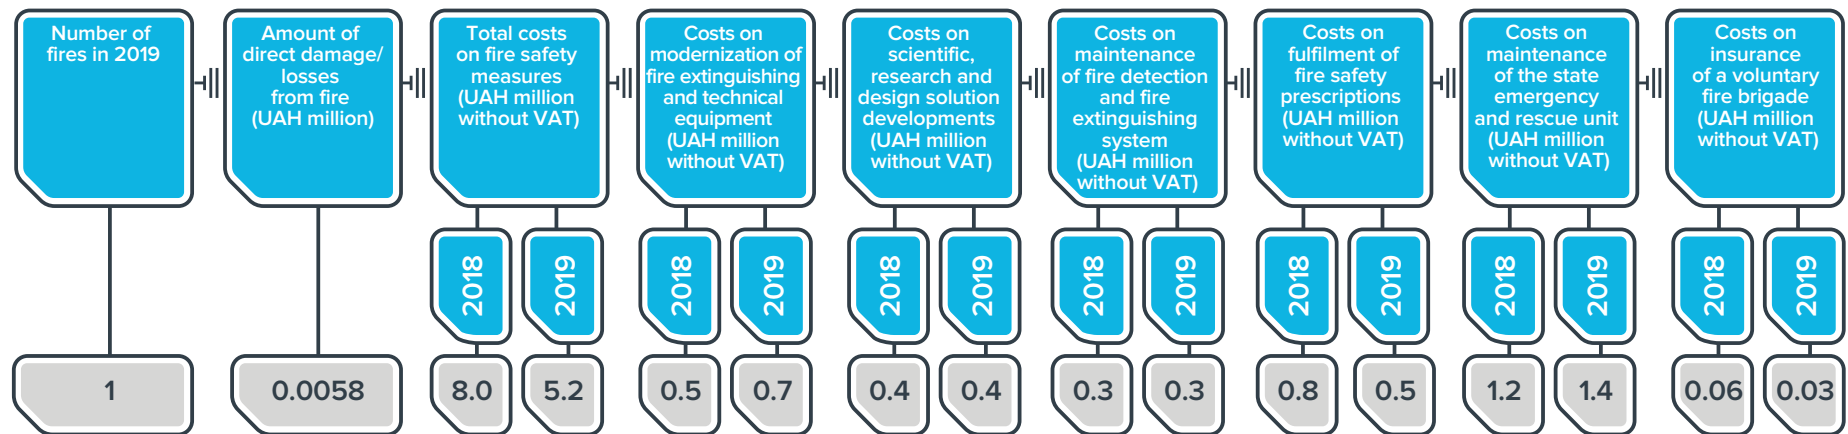 Number of
fires in 2019
Amount of
direct damage/
losses
from fire
(UAH million)
Total costs
on fire safety
measures
(UAH million
without VAT)
Costs on
modernization of
fire extinguishing
and technical
equipment
(UAH million
without VAT)
Costs on
scientific,
research and
design solution
developments
(UAH million
without VAT)
Costs on
maintenance
of fire detection
and fire
extinguishing
system
(UAH million
without VAT)
Costs on
fulfilment of
fire safety
prescriptions
(UAH million
without VAT)
Costs on
maintenance
of the state
emergency
and rescue unit
(UAH million
without VAT)
Costs on
insurance
of a voluntary
fire brigade
(UAH million
without VAT)
2018
2019
2018
2019
2018
2019
2018
2019
2018
2019
2018
2019
2018
2019
1
0.0058
8.0
5.2
0.5
0.7
0.4
0.4
0.3
0.3
0.8
0.5
1.2
1.4
0.06
0.03